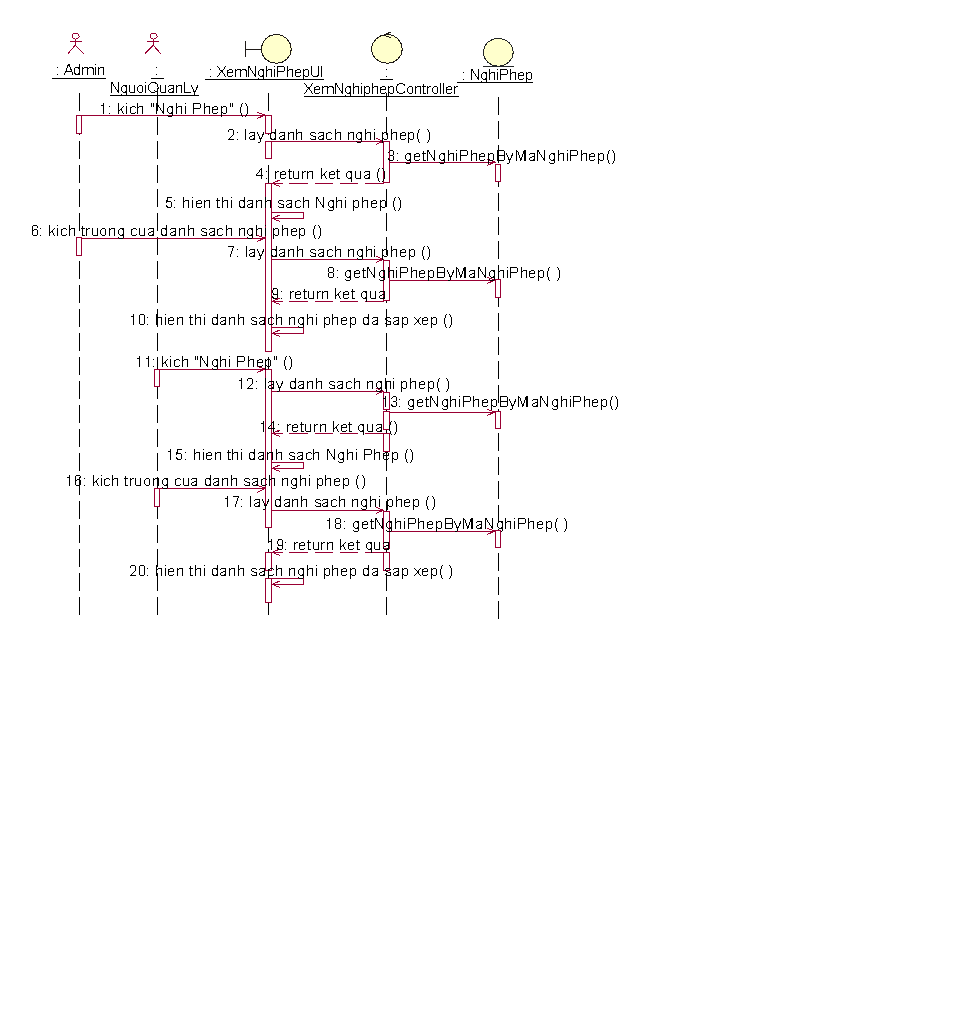 : Admin
:
NguoiQuanLy
: XemNghiPhepUI
:
XemNghiphepController
: NghiPhep
1: kich "Nghi Phep" ()
2: lay danh sach nghi phep( )
3: getNghiPhepByMaNghiPhep()
4: return ket qua ()
5: hien thi danh sach Nghi phep ()
6: kich truong cua danh sach nghi phep ()
7: lay danh sach nghi phep ()
8: getNghiPhepByMaNghiPhep( )
9: return ket qua
10: hien thi danh sach nghi phep da sap xep ()
11: kich "Nghi Phep" ()
12: lay danh sach nghi phep( )
13: getNghiPhepByMaNghiPhep()
14: return ket qua ()
15: hien thi danh sach Nghi Phep ()
16: kich truong cua danh sach nghi phep ()
17: lay danh sach nghi phep ()
18: getNghiPhepByMaNghiPhep( )
19: return ket qua
20: hien thi danh sach nghi phep da sap xep( )